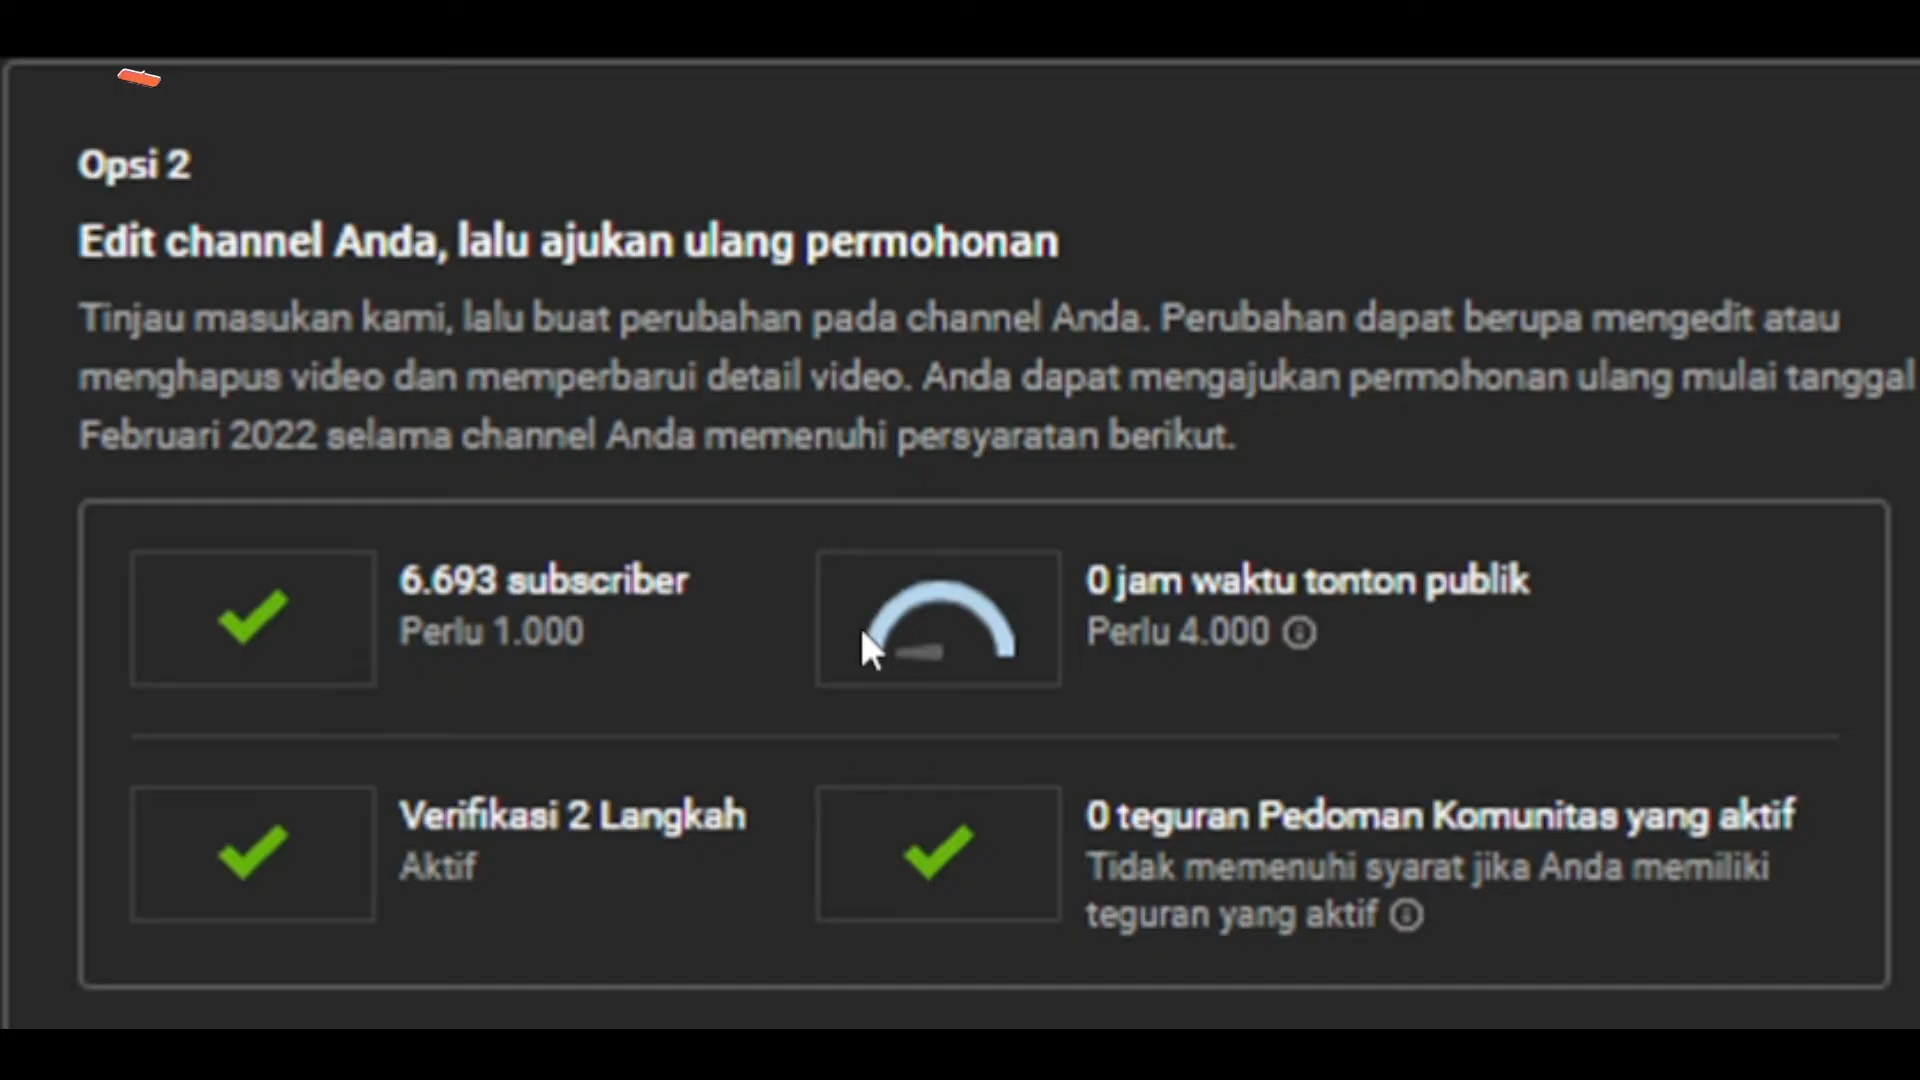 Opsi 2
Edit channel Anda, lalu ajukan ulang permohonan
Tinjau masukan kami, lalu buat perubahan pada channel Anda. Perubahan dapat berupa mengedit atau
menghapus video dan memperbarui detail video. Anda dapat mengajukan permohonan ulang mulai tanggal
Februari 2022 selama channel Anda memenuhi persyaratan berikut.
6.693 subscriber
Perlu 1.000
0 jam waktu tonton publik
Perlu 4.000
Verifikasi 2 Langkah
Aktif
0 teguran Pedoman Komunitas yang aktif
Tidak memenuhi syarat jika Anda memiliki
teguran yang aktif